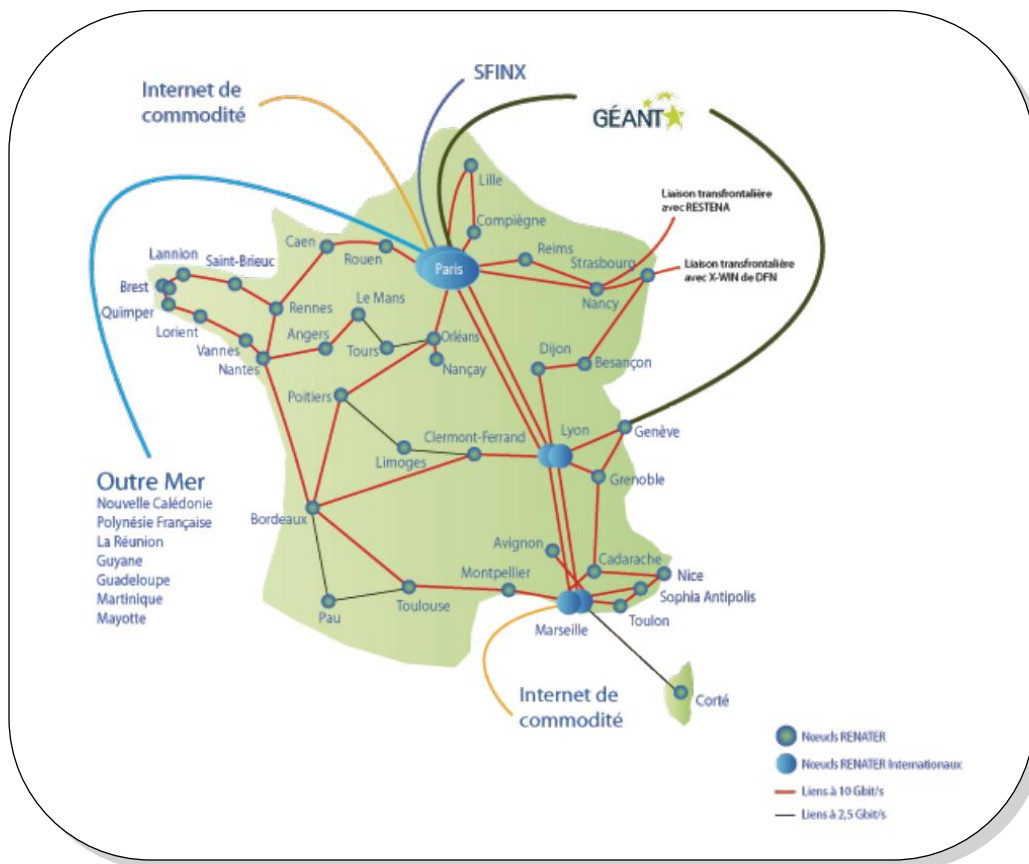 SFINX
Internet de
commodité
GÉANT
Lille
Liaison transfrontalière
avec RESTENA
Compiègne
Caen
Reims
Lannion
Saint-Brieuc
Rouen
Paris
Strasbourg
Liaison transfrontalière
avec X-WIN de DFN
Brest
Le Mans
Nancy
Quimper
Rennes
Lorient
Angers
Orléans
Vannes
Tours
Dijon
Besançon
Nantes
Nançay
Poitiers
Clermont-Ferrand
Lyon
Genève
Limoges
Outre Mer
Grenoble
Nouvelle Calédonie
Polynésie Française
Bordeaux
La Réunion
Avignon
Guyane
Cadarache
Guadeloupe
Montpellier
Nice
Martinique
Toulouse
Sophia Antipolis
Mayotte
Pau
Marseille
Toulon
Internet de
commodité
Corté
Nœuds RENATER
Nœuds RENATER Internationaux
Liens à 10 Gbit/s
Liens à 2,5 Gbit/s